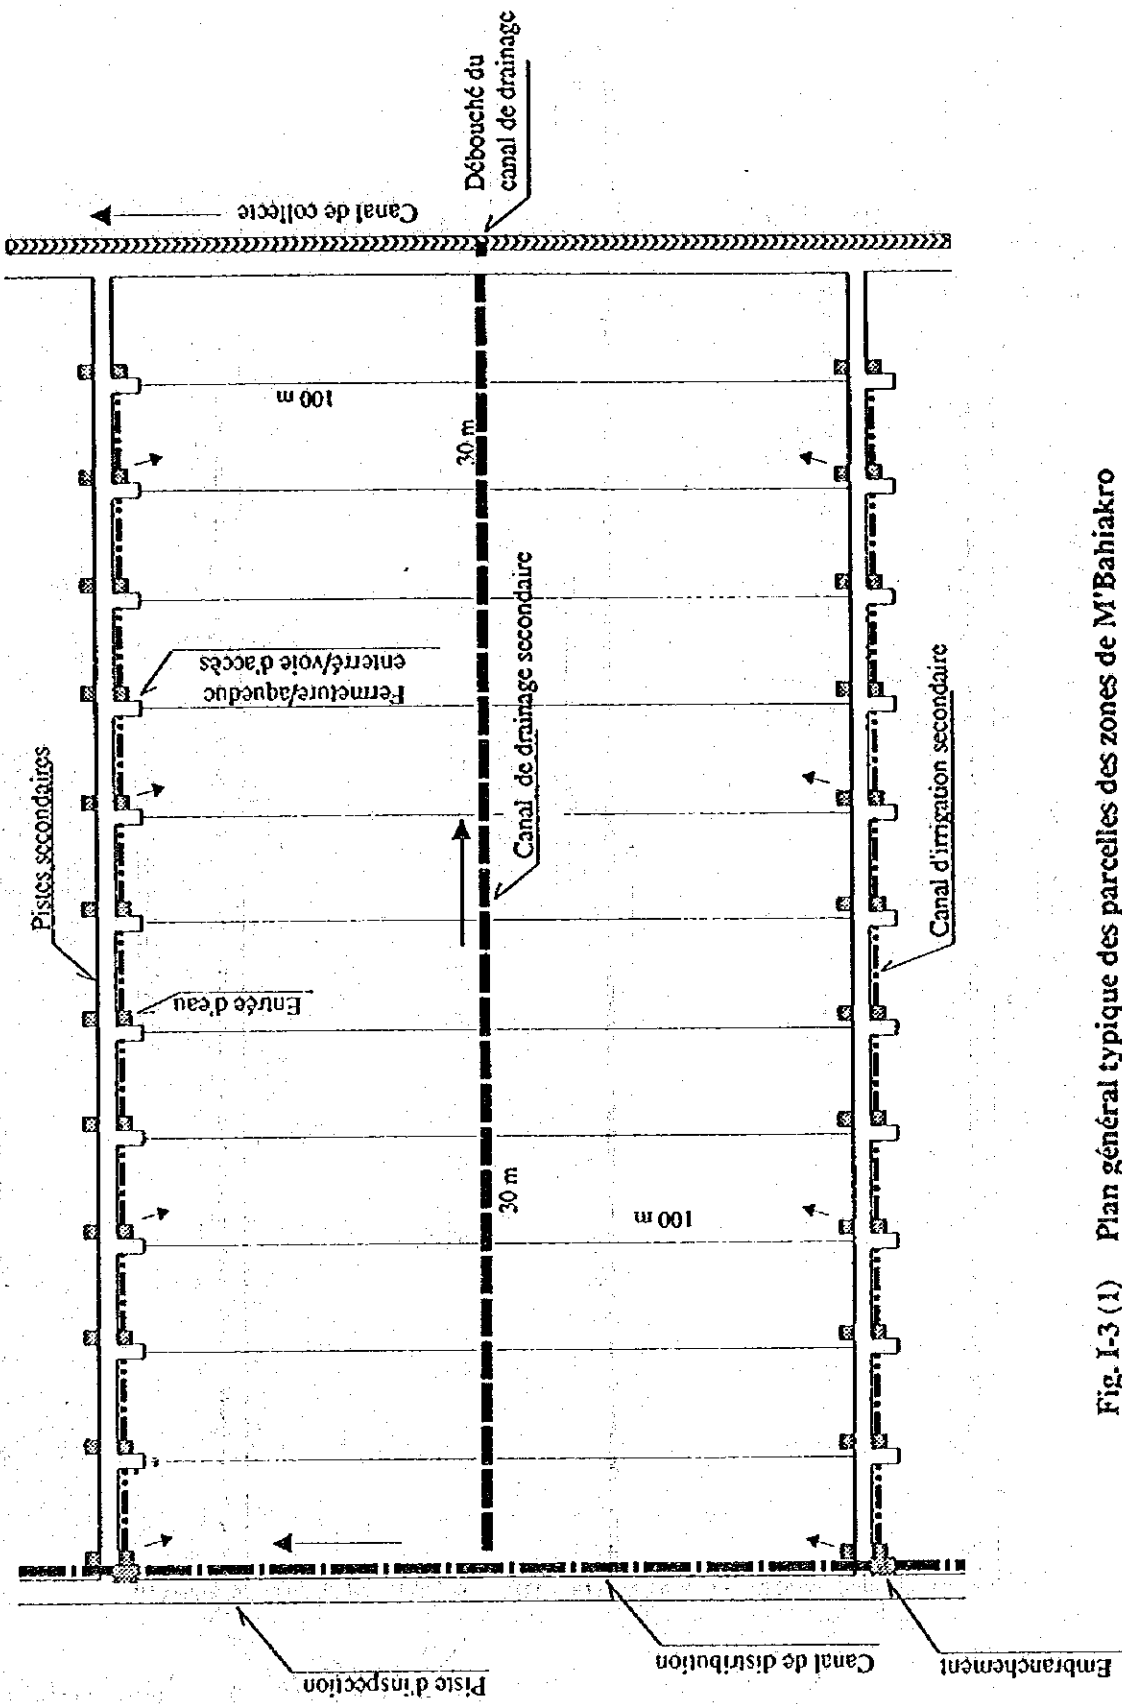 Débouché du
canal de drainage
Canal de collecte
100 m
30 m
Fermeture/aqueduc
enterré/voie d'accès
Canal de drainage secondaire
Pistes secondaires
Canal d'irrigation secondaire
Entrée d'eau
30 m
100 m
Piste d'inspection
Canal de distribution
Embranchement
Fig. I-3 (1) Plan général typique des parcelles des zones de M'Bahiakro